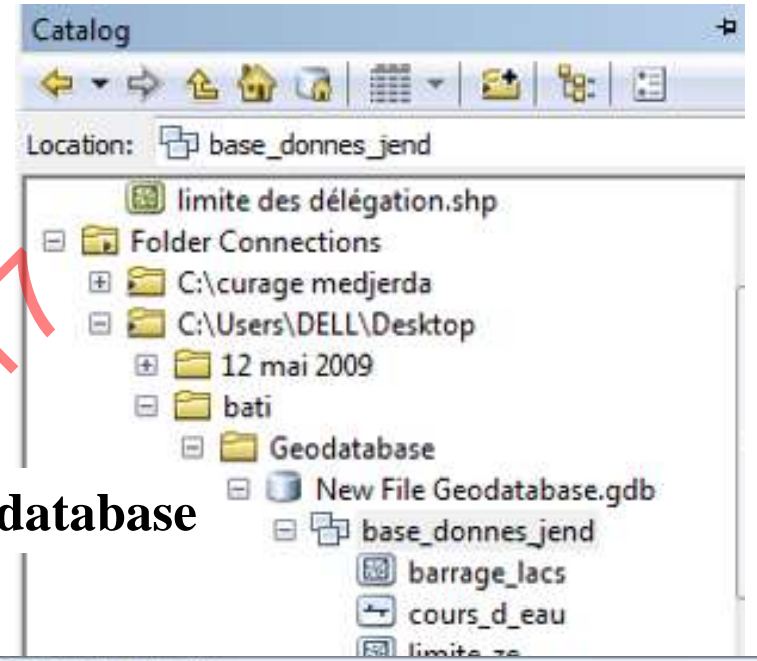 Catalog
Location: base_donnes_jend
limite des délégation.shp
Folder Connections
C:\curage medjerda
C:\Users\DELL\Desktop
12 mai 2009
bati
Geodatabase
New File Geodatabase.gdb
database
base_donnes_jend
barrage_lacs
cours_d_eau
limite_ze